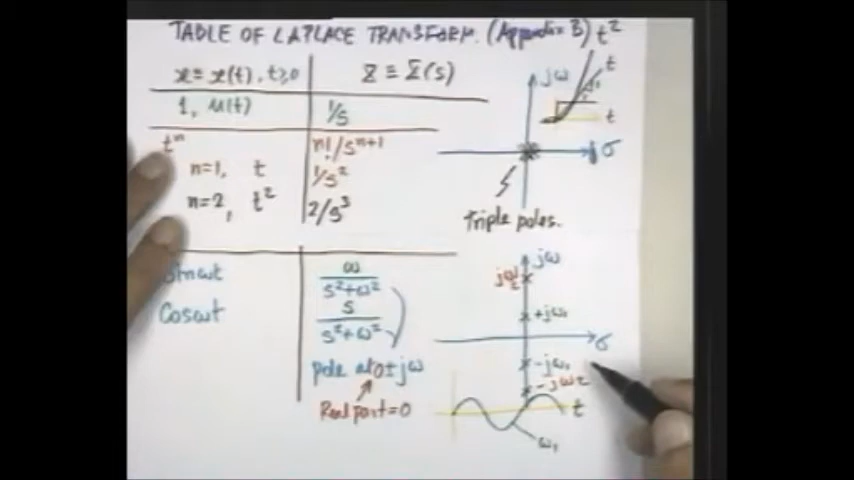 TABLE OF LAPLACE TRANSFORM. (Appendix B)
x = x(t), t≥0
X ≡ X(s)
1, u(t)
1/s
tⁿ
n!/sⁿ⁺¹
n=1, t
1/s²
n=2, t²
2/s³
t²
t
1
t
jω
σ
triple poles.
Sinωt
ω/(s²+ω²)
Cosωt
s/(s²+ω²)
pole at 0±jω
Real part=0
jω
jω₂
+jω₁
σ
-jω₁
-jω₂
t
ω₁